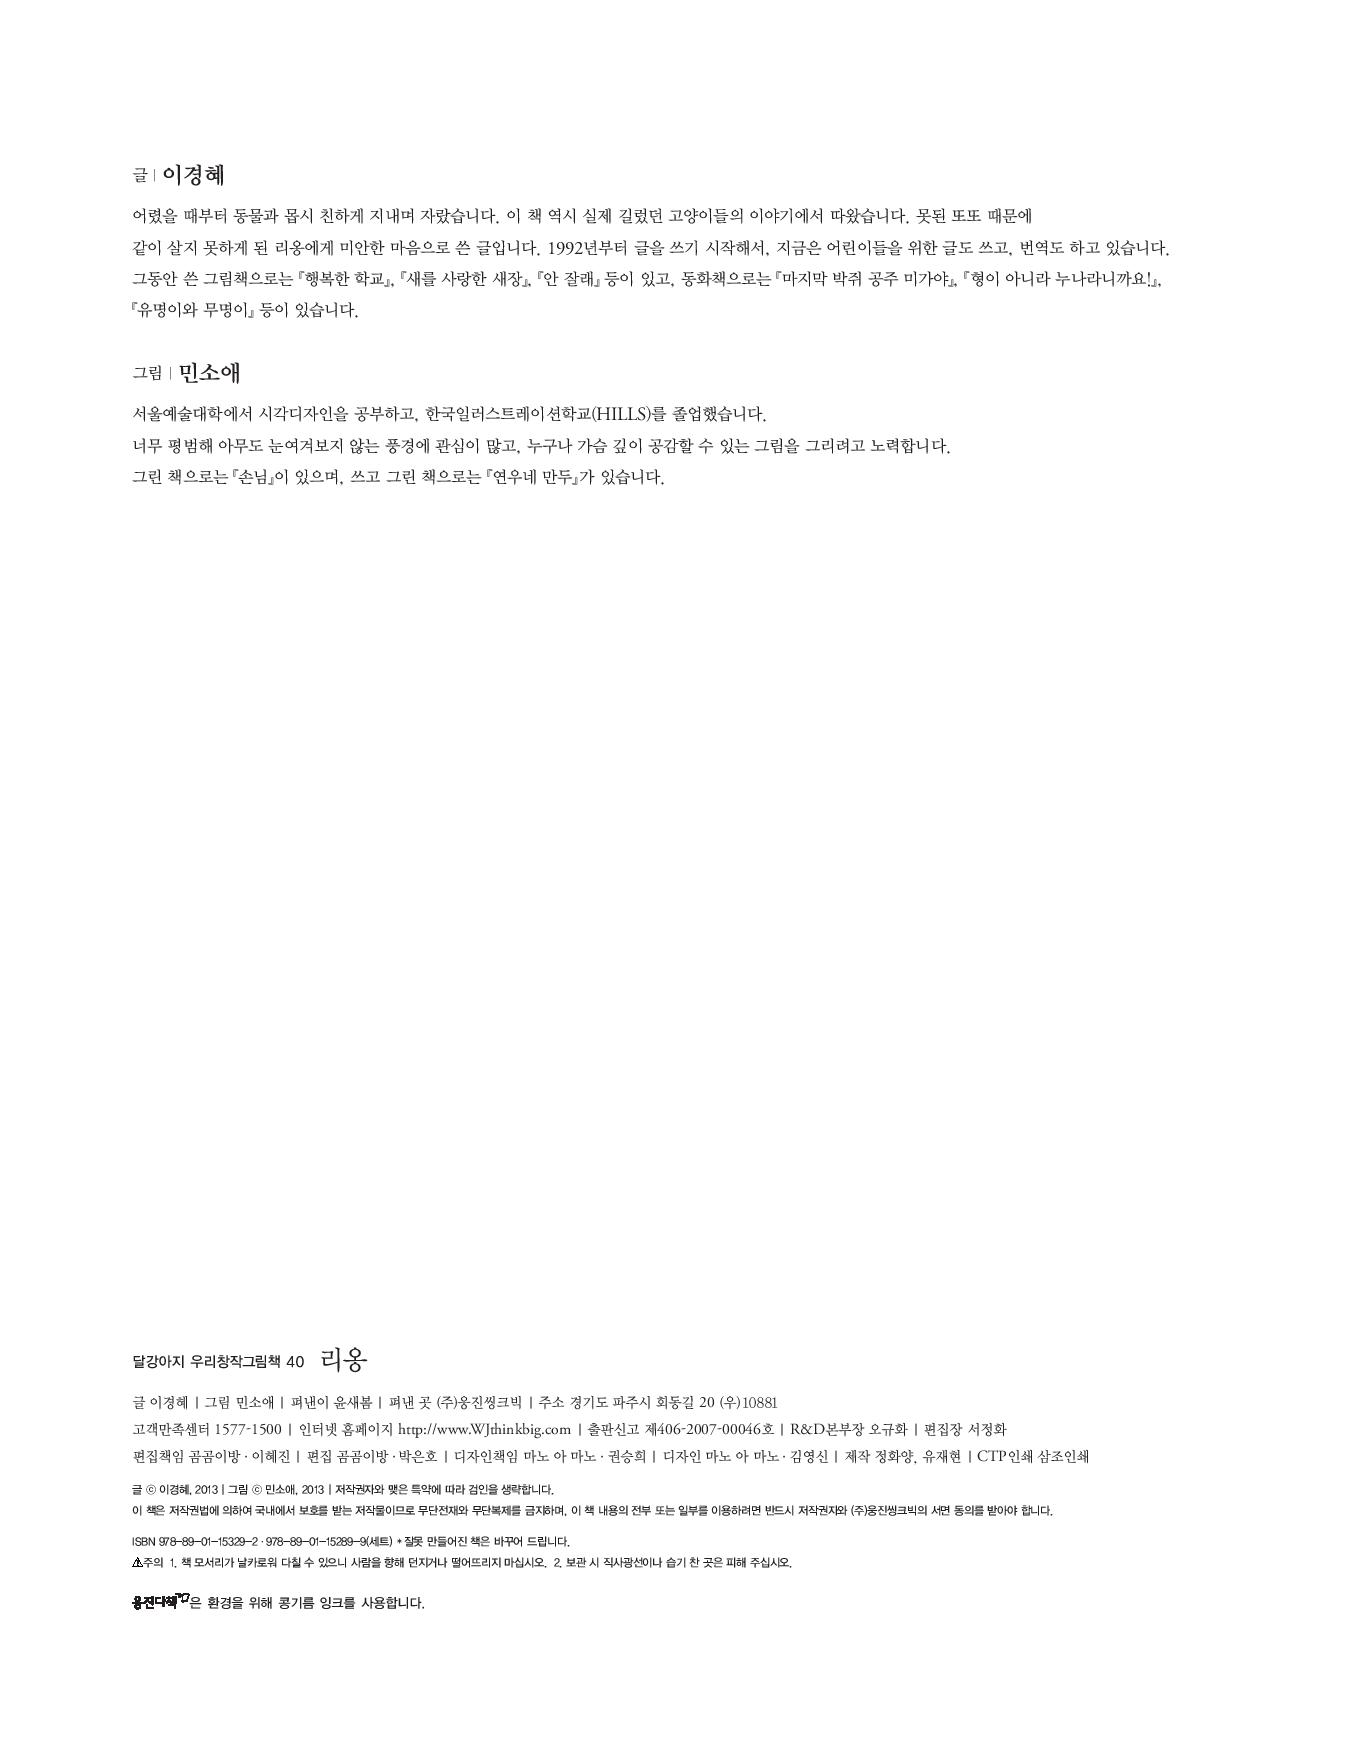 글 | 이경혜
어렸을 때부터 동물과 몹시 친하게 지내며 자랐습니다. 이 책 역시 실제 길렀던 고양이들의 이야기에서 따왔습니다. 못된 또또 때문에
같이 살지 못하게 된 리옹에게 미안한 마음으로 쓴 글입니다. 1992년부터 글을 쓰기 시작해서, 지금은 어린이들을 위한 글도 쓰고, 번역도 하고 있습니다.
그동안 쓴 그림책으로는 『행복한 학교』, 『새를 사랑한 새장』, 『안 잘래』 등이 있고, 동화책으로는 『마지막 박쥐 공주 미가야』, 『형이 아니라 누나라니까요!』,
『유명이와 무명이』 등이 있습니다.
그림 | 민소애
서울예술대학에서 시각디자인을 공부하고, 한국일러스트레이션학교(HILLS)를 졸업했습니다.
너무 평범해 아무도 눈여겨보지 않는 풍경에 관심이 많고, 누구나 가슴 깊이 공감할 수 있는 그림을 그리려고 노력합니다.
그린 책으로는 『손님』이 있으며, 쓰고 그린 책으로는 『연우네 만두』가 있습니다.
달강아지 우리창작그림책 40 리옹
글 이경혜 | 그림 민소애 | 펴낸이 윤새봄 | 펴낸 곳 (주)웅진씽크빅 | 주소 경기도 파주시 회동길 20 (우)10881
고객만족센터 1577-1500 | 인터넷 홈페이지 http://www.WJthinkbig.com | 출판신고 제406-2007-00046호 | R&D본부장 오규화 | 편집장 서정화
편집책임 곰곰이방 · 이혜진 | 편집 곰곰이방 · 박은호 | 디자인책임 마노 아 마노 · 권승희 | 디자인 마노 아 마노 · 김영신 | 제작 정화양, 유재현 | CTP인쇄 삼조인쇄
글 ⓒ 이경혜, 2013 | 그림 ⓒ 민소애, 2013 | 저작권자와 맺은 특약에 따라 검인을 생략합니다.
이 책은 저작권법에 의하여 국내에서 보호를 받는 저작물이므로 무단전재와 무단복제를 금지하며, 이 책 내용의 전부 또는 일부를 이용하려면 반드시 저작권자와 (주)웅진씽크빅의 서면 동의를 받아야 합니다.
ISBN 978-89-01-15329-2 · 978-89-01-15289-9(세트) * 잘못 만들어진 책은 바꾸어 드립니다.
⚠주의 1. 책 모서리가 날카로워 다칠 수 있으니 사람을 향해 던지거나 떨어뜨리지 마십시오. 2. 보관 시 직사광선이나 습기 찬 곳은 피해 주십시오.
웅진다책은 환경을 위해 콩기름 잉크를 사용합니다.